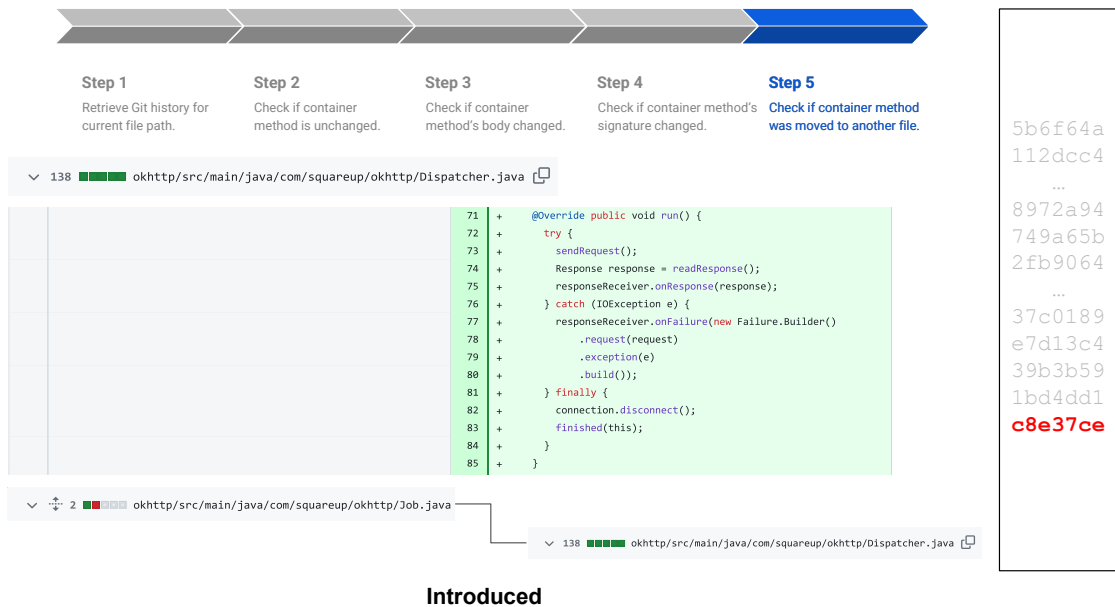 Step 1
Retrieve Git history for
current file path.
Step 2
Check if container
method is unchanged.
Step 3
Check if container
method's body changed.
Step 4
Check if container method's
signature changed.
Step 5
Check if container method
was moved to another file.
138 okhttp/src/main/java/com/squareup/okhttp/Dispatcher.java
71 + @Override public void run() {
72 + try {
73 + sendRequest();
74 + Response response = readResponse();
75 + responseReceiver.onResponse(response);
76 + } catch (IOException e) {
77 + responseReceiver.onFailure(new Failure.Builder()
78 + .request(request)
79 + .exception(e)
80 + .build());
81 + } finally {
82 + connection.disconnect();
83 + finished(this);
84 + }
85 + }
2 okhttp/src/main/java/com/squareup/okhttp/Job.java
138 okhttp/src/main/java/com/squareup/okhttp/Dispatcher.java
Introduced
5b6f64a
112dcc4
…
8972a94
749a65b
2fb9064
…
37c0189
e7d13c4
39b3b59
1bd4dd1
c8e37ce